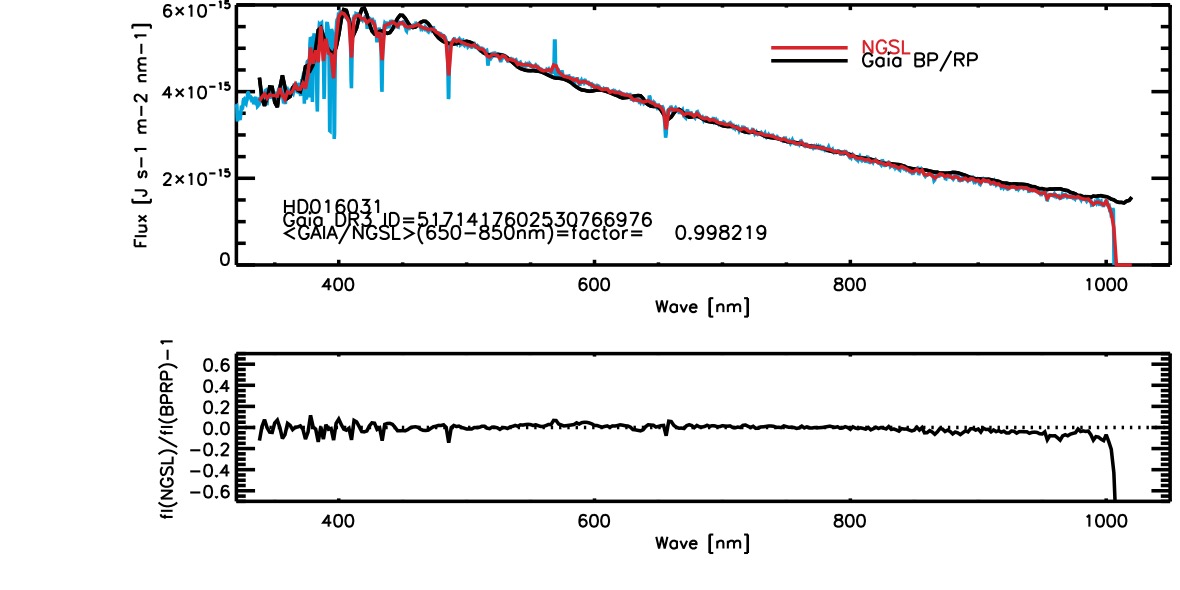 6×10−15
4×10−15
2×10−15
0
Flux [J s−1 m−2 nm−1]
NGSL
Gaia BP/RP
HD016031
Gaia DR3 ID=5171417602530766976
<GAIA/NGSL>(650−850nm)=factor= 0.998219
400 600 800 1000
Wave [nm]
fl(NGSL)/fl(BPRP)−1
0.6
0.4
0.2
0.0
−0.2
−0.4
−0.6
400 600 800 1000
Wave [nm]